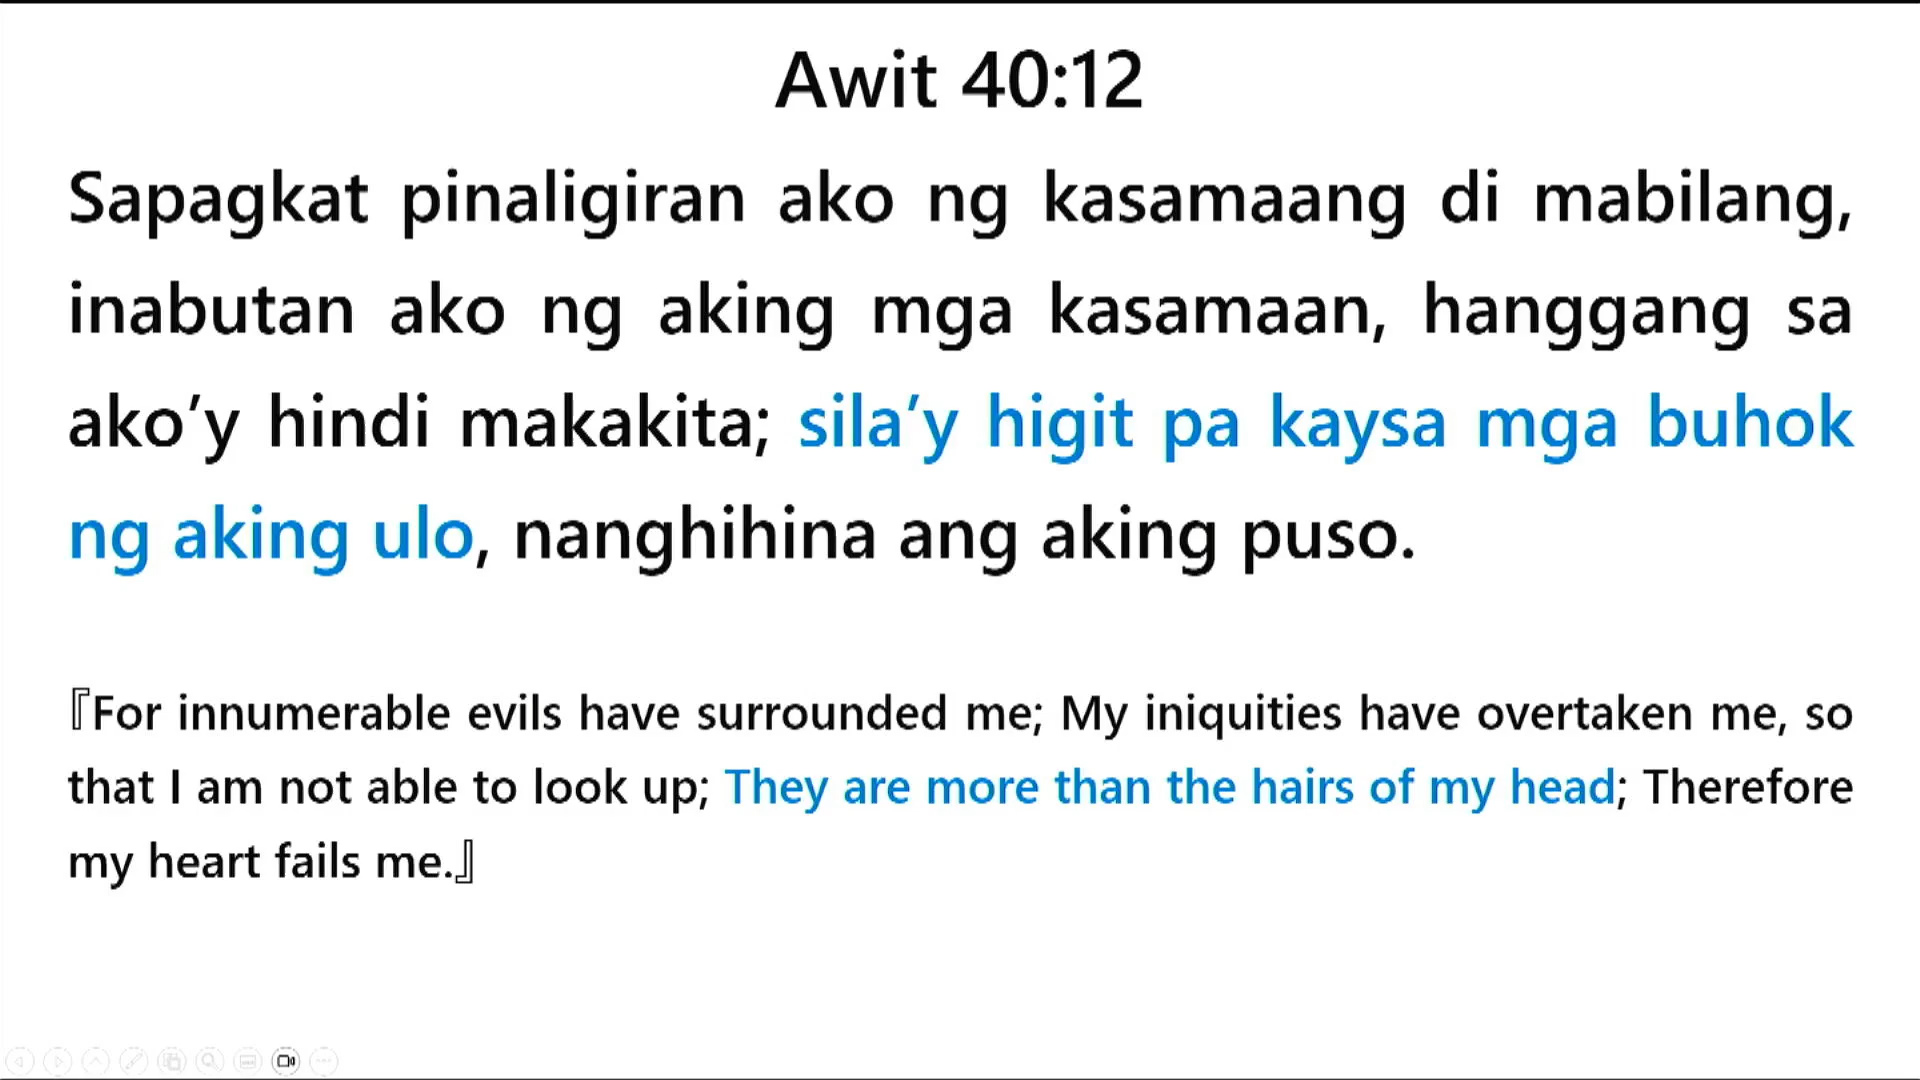 Awit 40:12
Sapagkat pinaligiran ako ng kasamaang di mabilang,
inabutan ako ng aking mga kasamaan, hanggang sa
ako’y hindi makakita; sila’y higit pa kaysa mga buhok
ng aking ulo, nanghihina ang aking puso.
『For innumerable evils have surrounded me; My iniquities have overtaken me, so
that I am not able to look up; They are more than the hairs of my head; Therefore
my heart fails me.』